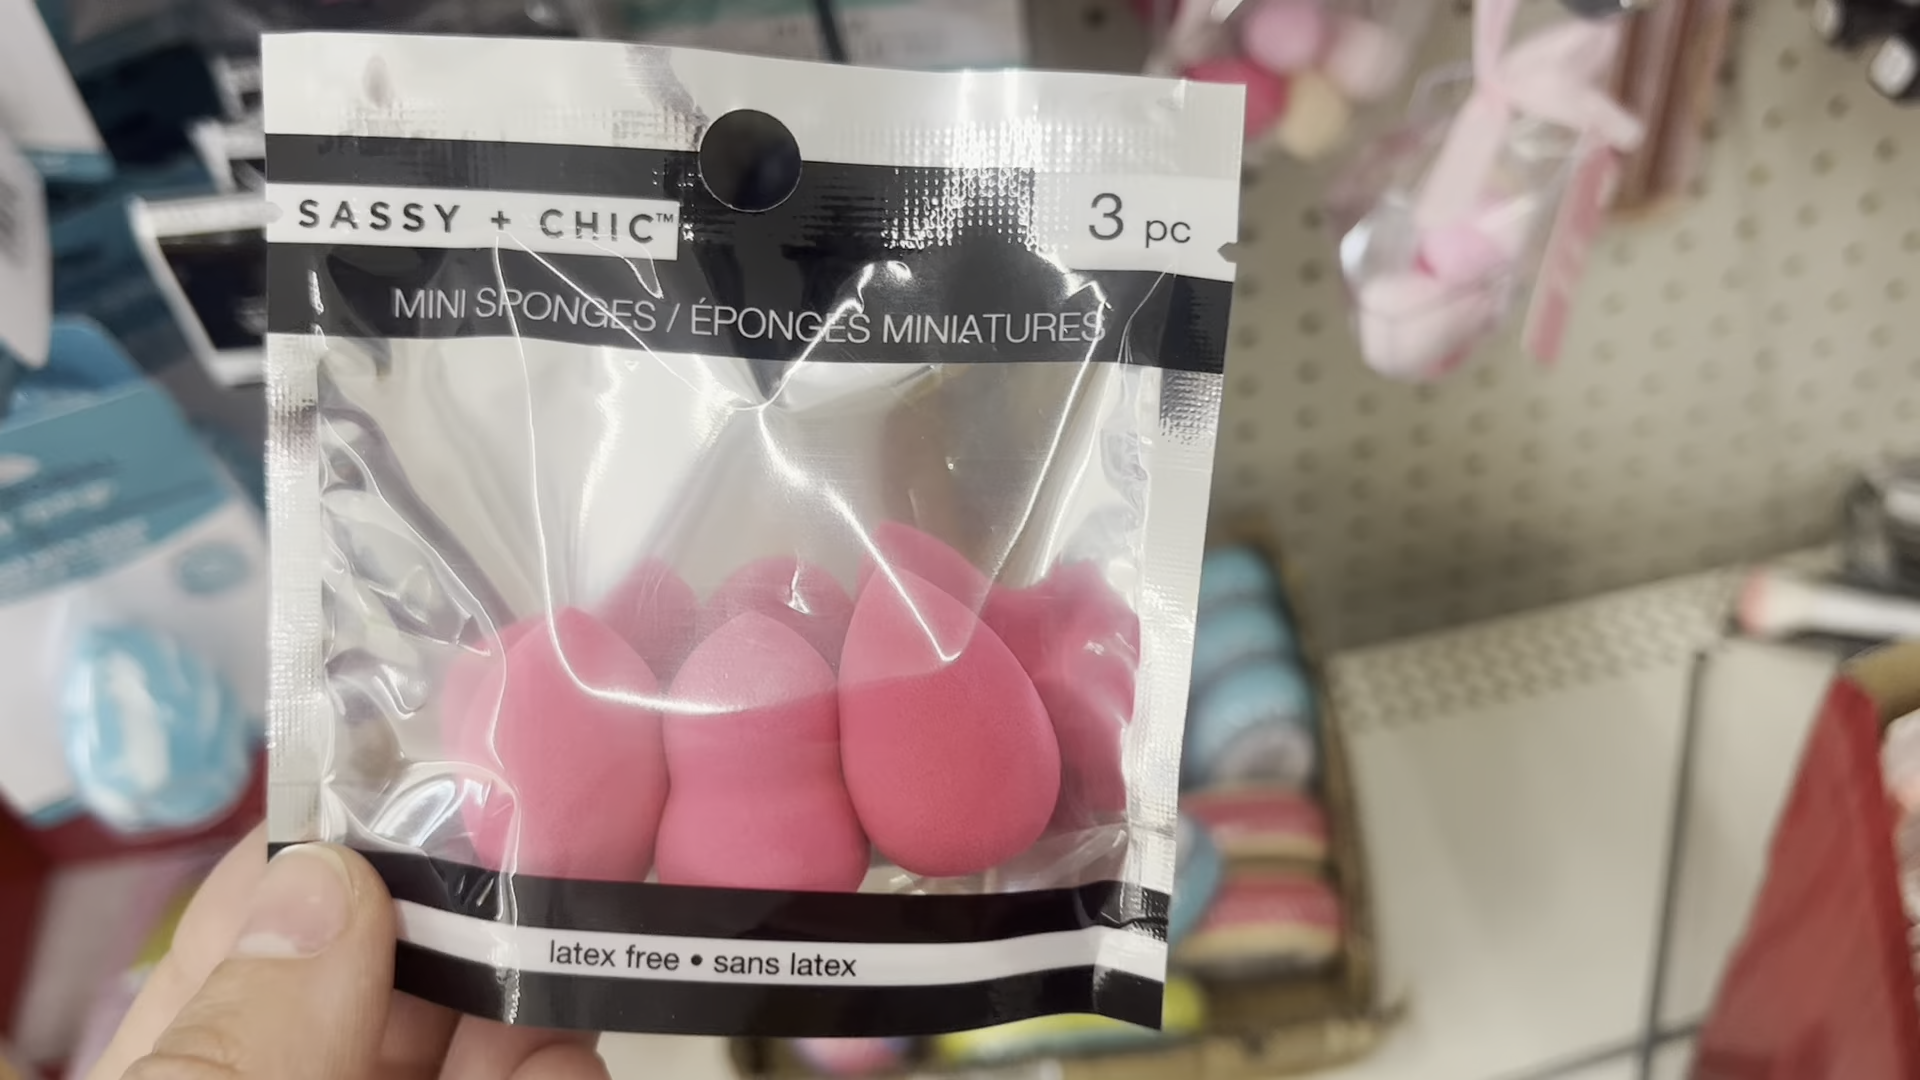 SASSY + CHIC™
3 pc
MINI SPONGES / ÉPONGES MINIATURES
latex free • sans latex